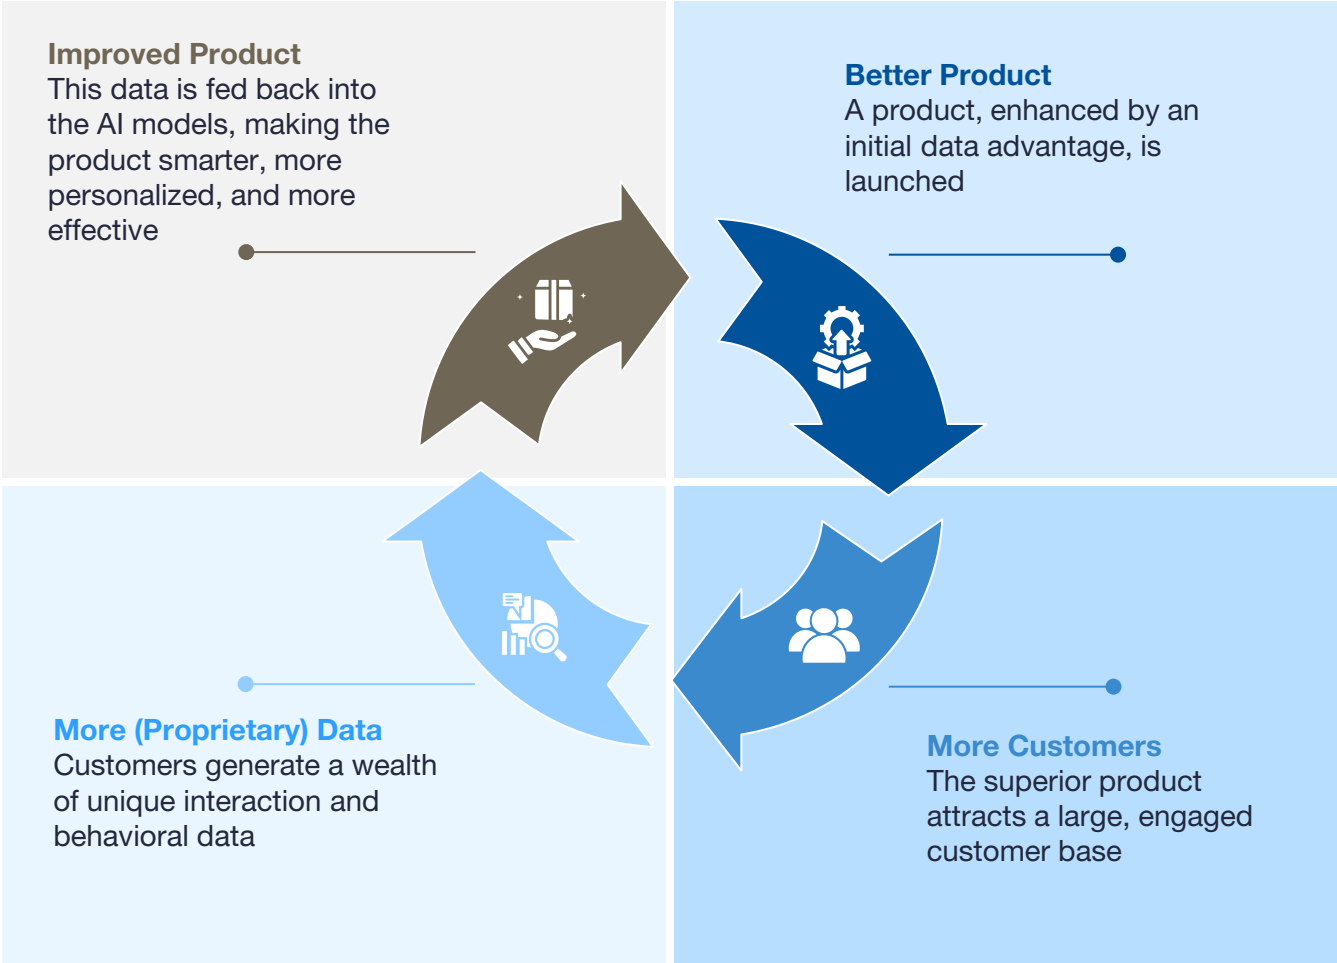 Improved Product
This data is fed back into
the AI models, making the
product smarter, more
personalized, and more
effective
Better Product
A product, enhanced by an
initial data advantage, is
launched
More (Proprietary) Data
Customers generate a wealth
of unique interaction and
behavioral data
More Customers
The superior product
attracts a large, engaged
customer base